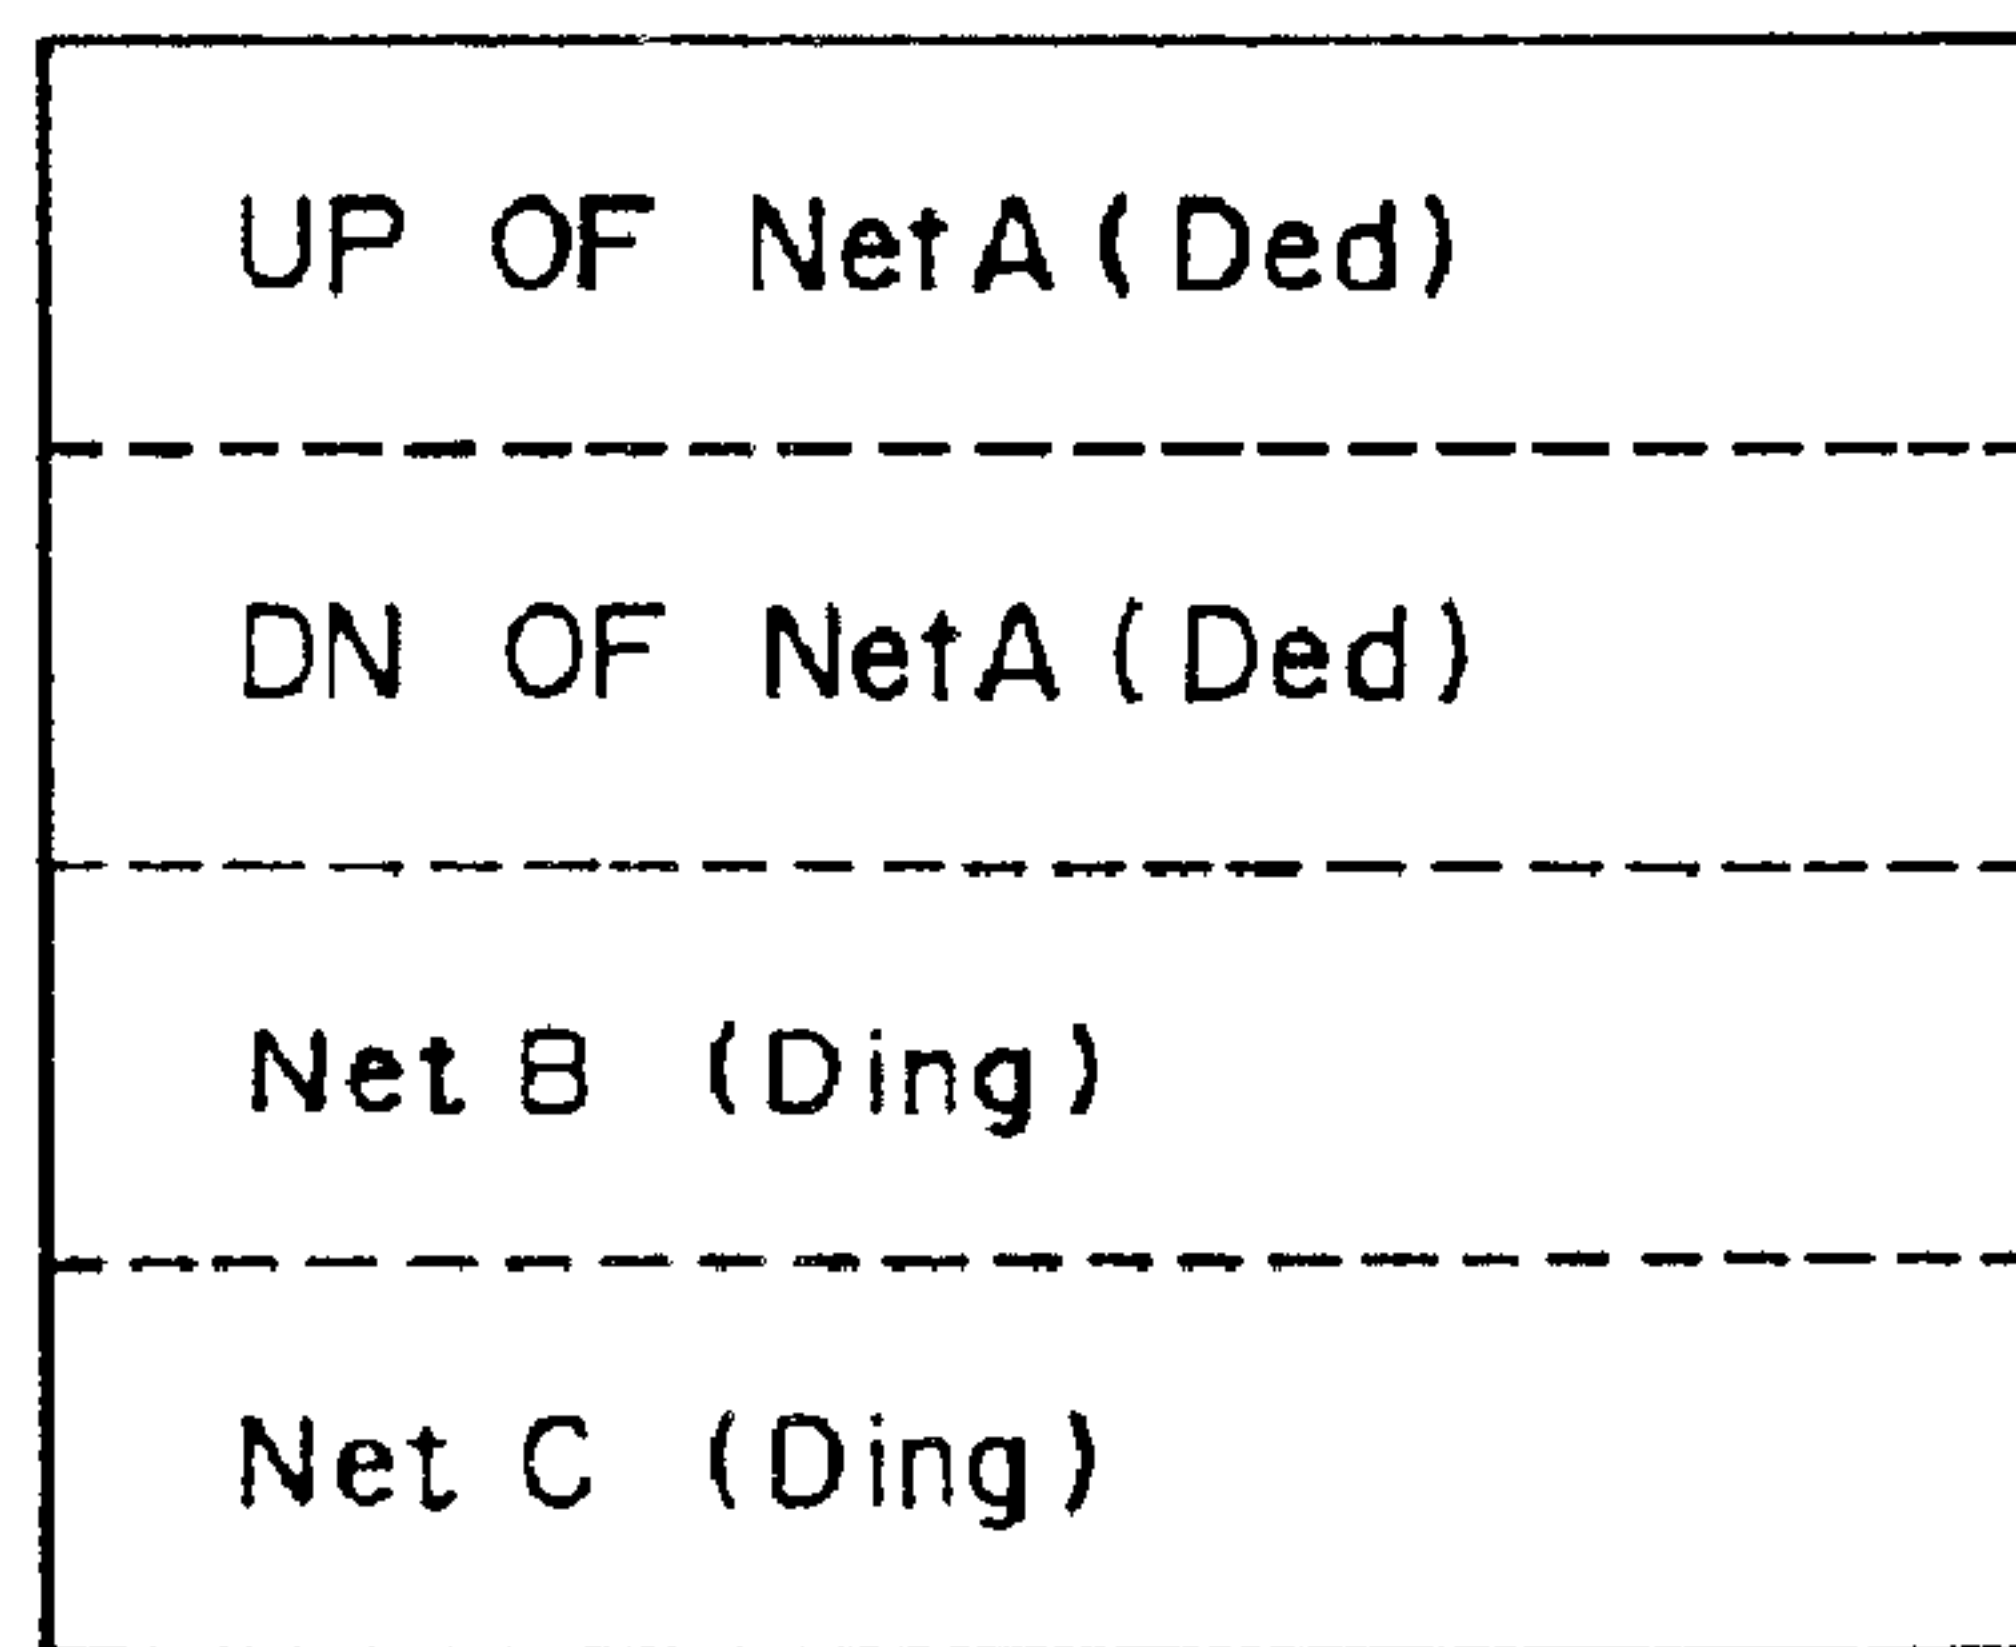 UP OF NetA(Ded)
DN OF NetA(Ded)
Net B (Ding)
Net C (Ding)